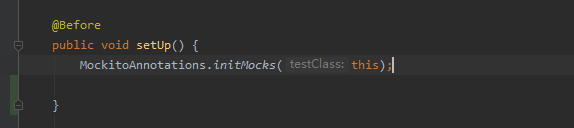 @Before
public void setUp() {
MockitoAnnotations.initMocks( testClass: this);
}